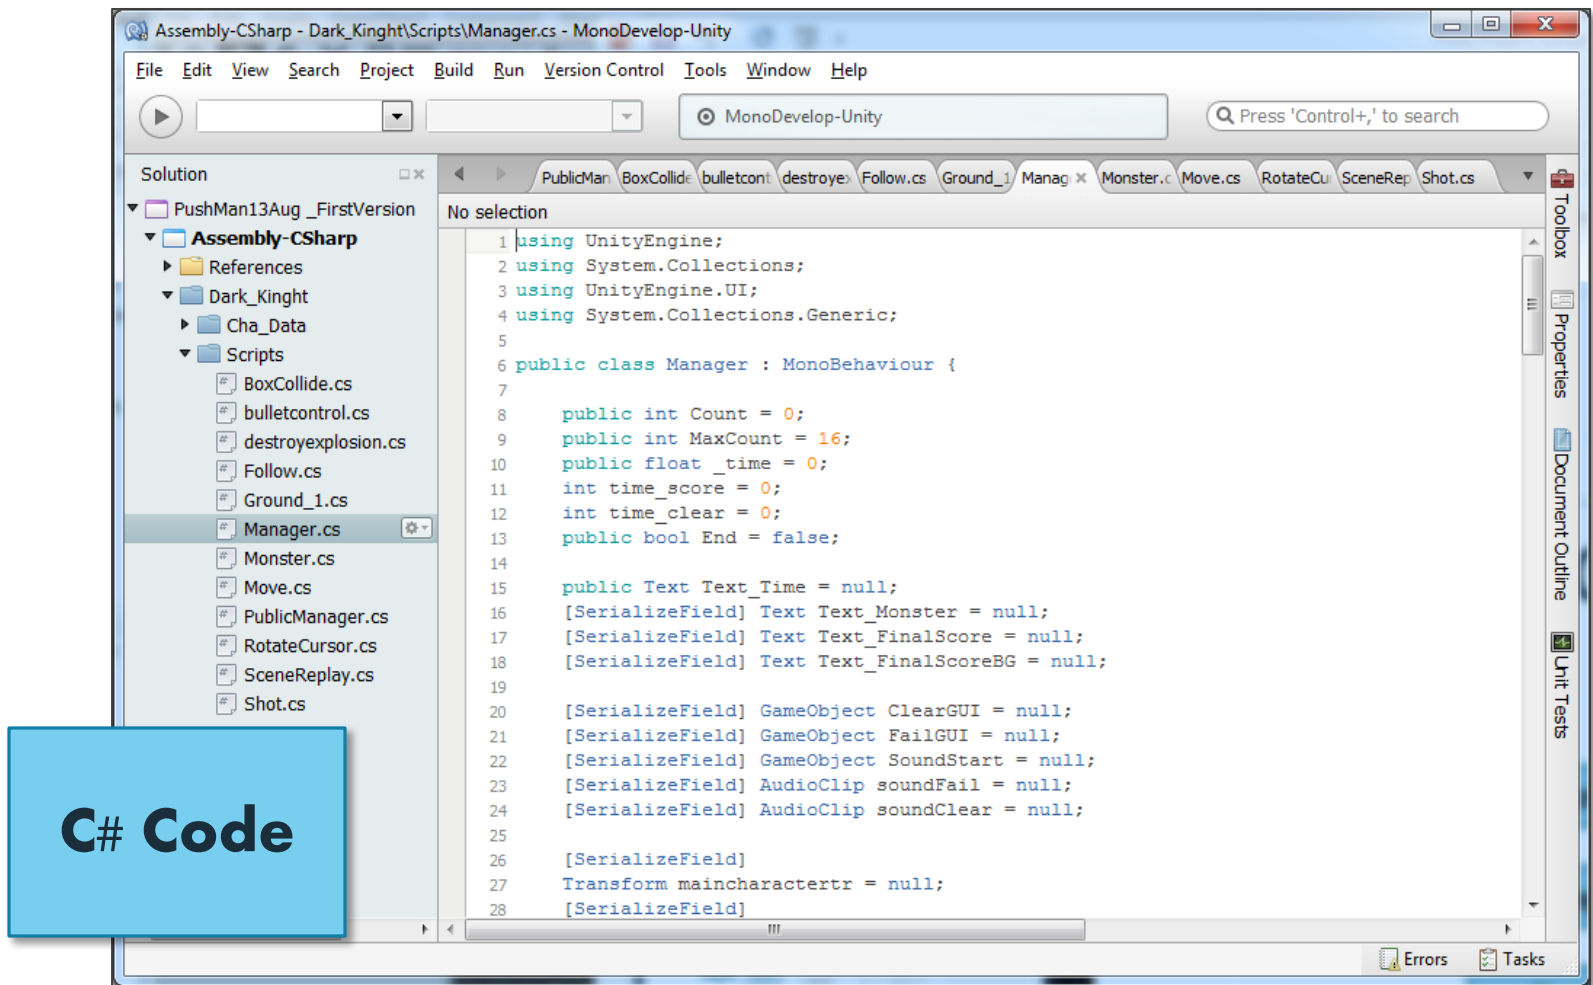 Assembly-CSharp - Dark_Kinght\Scripts\Manager.cs - MonoDevelop-Unity
File Edit View Search Project Build Run Version Control Tools Window Help
MonoDevelop-Unity
Press 'Control+,' to search
Solution
PushMan13Aug _FirstVersion
Assembly-CSharp
References
Dark_Kinght
Cha_Data
Scripts
BoxCollide.cs
bulletcontrol.cs
destroyexplosion.cs
Follow.cs
Ground_1.cs
Manager.cs
Monster.cs
Move.cs
PublicManager.cs
RotateCursor.cs
SceneReplay.cs
Shot.cs
C# Code
PublicMan BoxCollide bulletcont destroyex Follow.cs Ground_1 Manag Monster.c Move.cs RotateCu SceneRep Shot.cs
No selection
1 using UnityEngine;
2 using System.Collections;
3 using UnityEngine.UI;
4 using System.Collections.Generic;
5
6 public class Manager : MonoBehaviour {
7
8 public int Count = 0;
9 public int MaxCount = 16;
10 public float _time = 0;
11 int time_score = 0;
12 int time_clear = 0;
13 public bool End = false;
14
15 public Text Text_Time = null;
16 [SerializeField] Text Text_Monster = null;
17 [SerializeField] Text Text_FinalScore = null;
18 [SerializeField] Text Text_FinalScoreBG = null;
19
20 [SerializeField] GameObject ClearGUI = null;
21 [SerializeField] GameObject FailGUI = null;
22 [SerializeField] GameObject SoundStart = null;
23 [SerializeField] AudioClip soundFail = null;
24 [SerializeField] AudioClip soundClear = null;
25
26 [SerializeField]
27 Transform maincharactertr = null;
28 [SerializeField]
Toolbox
Properties
Document Outline
Unit Tests
Errors Tasks